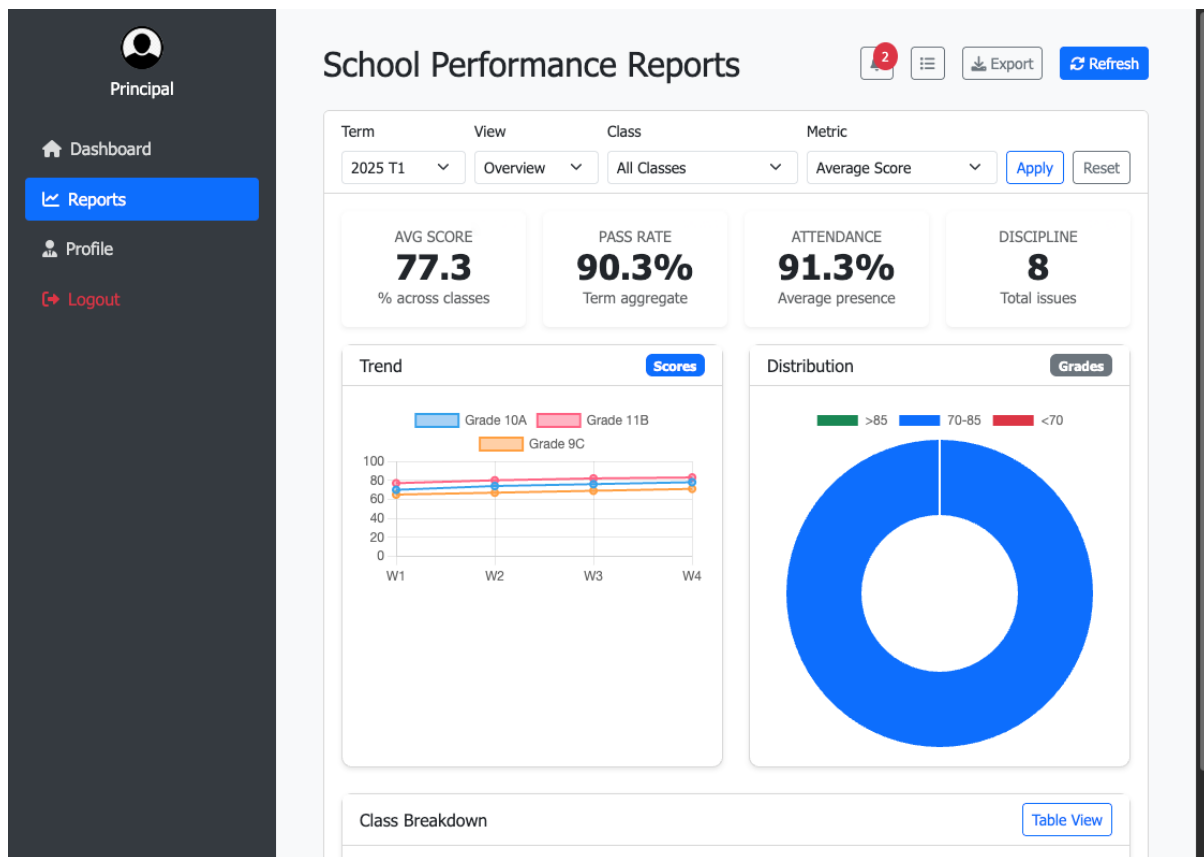 Principal
Dashboard
Reports
Profile
Logout
School Performance Reports
2
Export
Refresh
Term
View
Class
Metric
2025 T1
Overview
All Classes
Average Score
Apply
Reset
AVG SCORE
77.3
% across classes
PASS RATE
90.3%
Term aggregate
ATTENDANCE
91.3%
Average presence
DISCIPLINE
8
Total issues
Trend
Scores
Grade 10A
Grade 11B
Grade 9C
100
80
60
40
20
0
W1
W2
W3
W4
Distribution
Grades
>85
70-85
<70
Class Breakdown
Table View